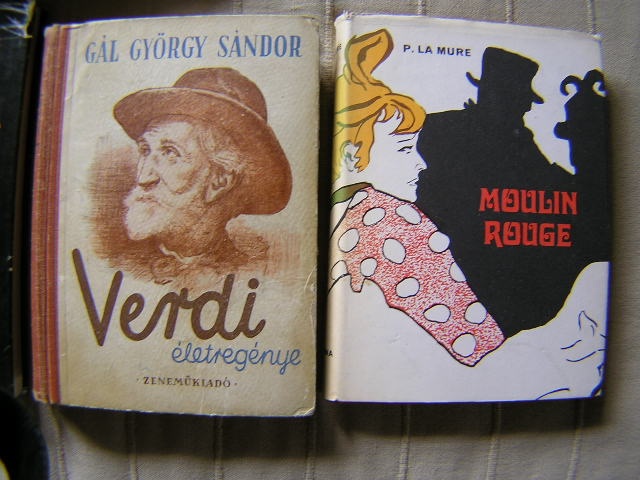 GÁL GYÖRGY SÁNDOR
Verdi
életregénye
· ZENEMŰKIADÓ ·
P. LA MURE
MOULIN
ROUGE